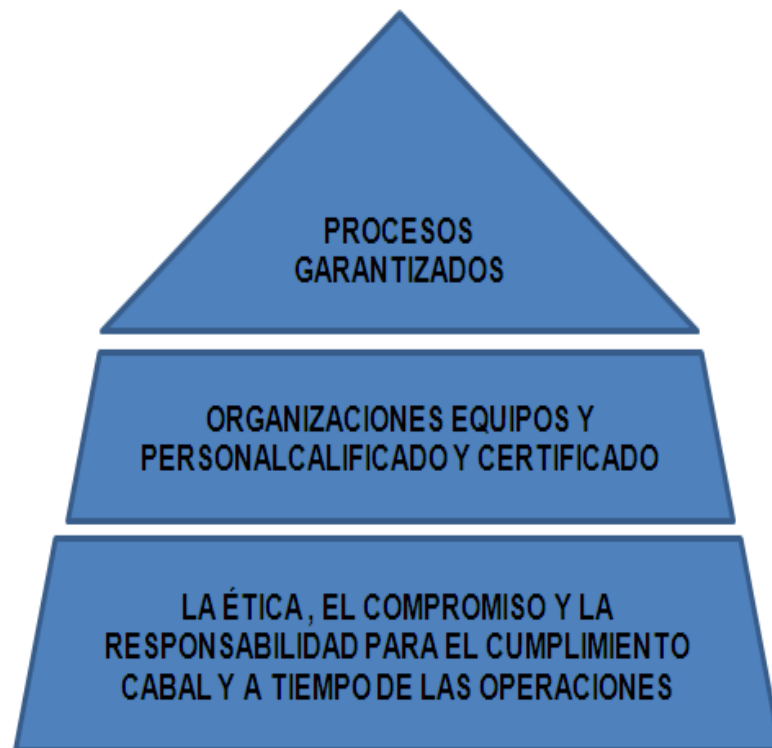 PROCESOS
GARANTIZADOS
ORGANIZACIONES EQUIPOS Y
PERSONALCALIFICADO Y CERTIFICADO
LA ÉTICA, EL COMPROMISO Y LA
RESPONSABILIDAD PARA EL CUMPLIMIENTO
CABAL Y A TIEMPO DE LAS OPERACIONES